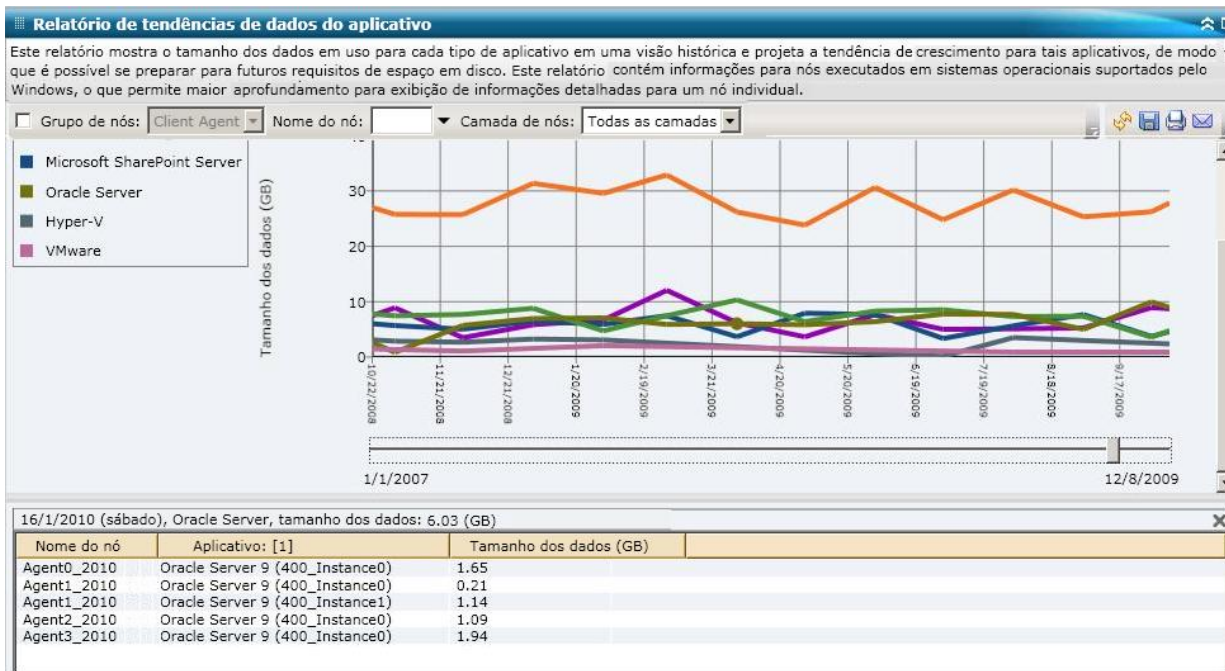 Relatório de tendências de dados do aplicativo
Este relatório mostra o tamanho dos dados em uso para cada tipo de aplicativo em uma visão histórica e projeta a tendência de crescimento para tais aplicativos, de modo
que é possível se preparar para futuros requisitos de espaço em disco. Este relatório contém informações para nós executados em sistemas operacionais suportados pelo
Windows, o que permite maior aprofundamento para exibição de informações detalhadas para um nó individual.
Grupo de nós: Client Agent Nome do nó: Camada de nós: Todas as camadas
Microsoft SharePoint Server
Oracle Server
Hyper-V
VMware
Tamanho dos dados (GB)
30
20
10
0
10/22/2008
11/21/2008
12/21/2008
1/20/2009
2/19/2009
3/21/2009
4/20/2009
5/20/2009
6/19/2009
7/19/2009
8/18/2009
9/17/2009
1/1/2007 12/8/2009
16/1/2010 (sábado), Oracle Server, tamanho dos dados: 6.03 (GB)
Nome do nó Aplicativo: [1] Tamanho dos dados (GB)
Agent0_2010 Oracle Server 9 (400_Instance0) 1.65
Agent1_2010 Oracle Server 9 (400_Instance0) 0.21
Agent1_2010 Oracle Server 9 (400_Instance1) 1.14
Agent2_2010 Oracle Server 9 (400_Instance0) 1.09
Agent3_2010 Oracle Server 9 (400_Instance0) 1.94